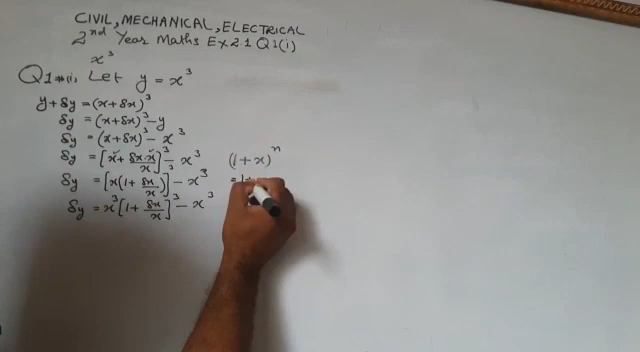 CIVIL, MECHANICAL, ELECTRICAL
2nd Year Maths Ex 2.1 Q1(i)
x³
Q1#(i) Let y = x³
y+δy = (x+δx)³
δy = (x+δx)³ - y
δy = (x+δx)³ - x³
δy = [x + δx·x/x]³ - x³
δy = [x(1 + δx/x)]³ - x³
δy = x³[1 + δx/x]³ - x³
(1+x)ⁿ
= 1+